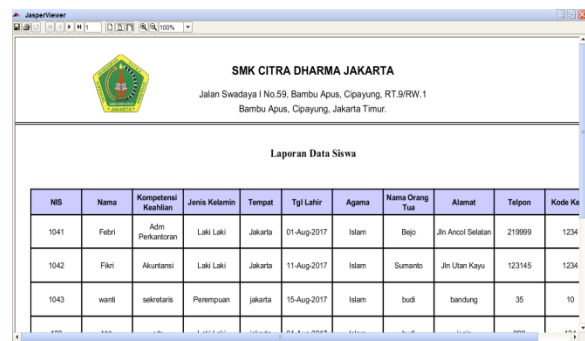 JasperViewer
1
100%
SMK CITRA DHARMA JAKARTA
Jalan Swadaya I No.59, Bambu Apus, Cipayung, RT.9/RW.1
Bambu Apus, Cipayung, Jakarta Timur.
Laporan Data Siswa
NIS Nama Kompetensi Keahlian Jenis Kelamin Tempat Tgl Lahir Agama Nama Orang Tua Alamat Telpon Kode Ke
1041 Febri Adm Perkantoran Laki Laki Jakarta 01-Aug-2017 Islam Bejo Jln Ancol Selatan 219999 1234
1042 Fikri Akuntansi Laki Laki Jakarta 11-Aug-2017 Islam Sumanto Jln Utan Kayu 123145 1234
1043 wanti sekretaris Perempuan jakarta 15-Aug-2017 Islam budi bandung 35 10